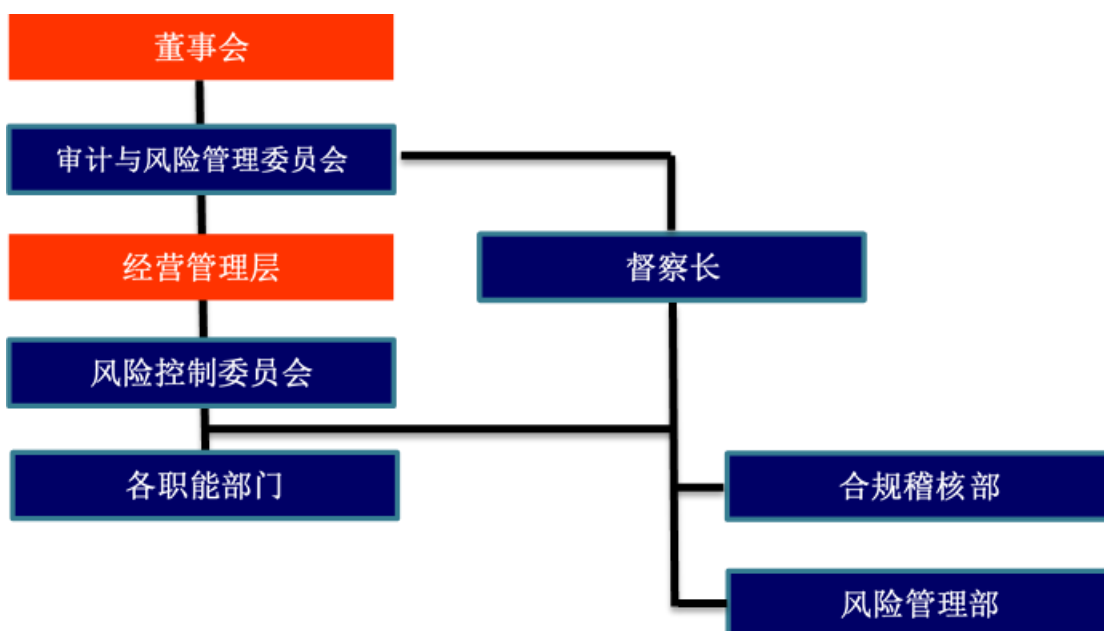 董事会
审计与风险管理委员会
经营管理层
督察长
风险控制委员会
各职能部门
合规稽核部
风险管理部